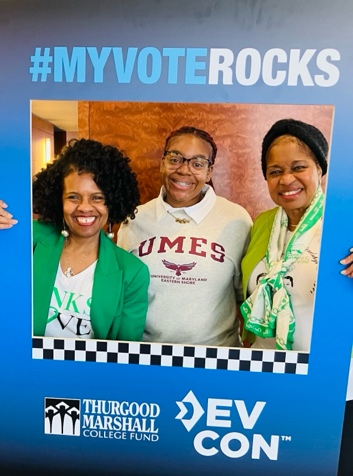 #MYVOTEROCKS
UMES
UNIVERSITY of MARYLAND
EASTERN SHORE
THURGOOD
MARSHALL
COLLEGE FUND
DEV
CON™